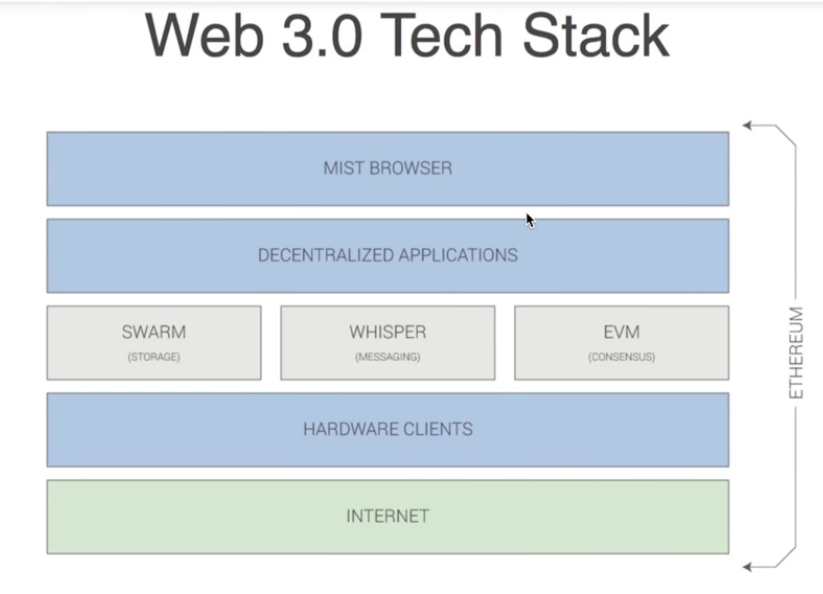 Web 3.0 Tech Stack
MIST BROWSER
DECENTRALIZED APPLICATIONS
SWARM
(STORAGE)
WHISPER
(MESSAGING)
EVM
(CONSENSUS)
HARDWARE CLIENTS
INTERNET
ETHEREUM